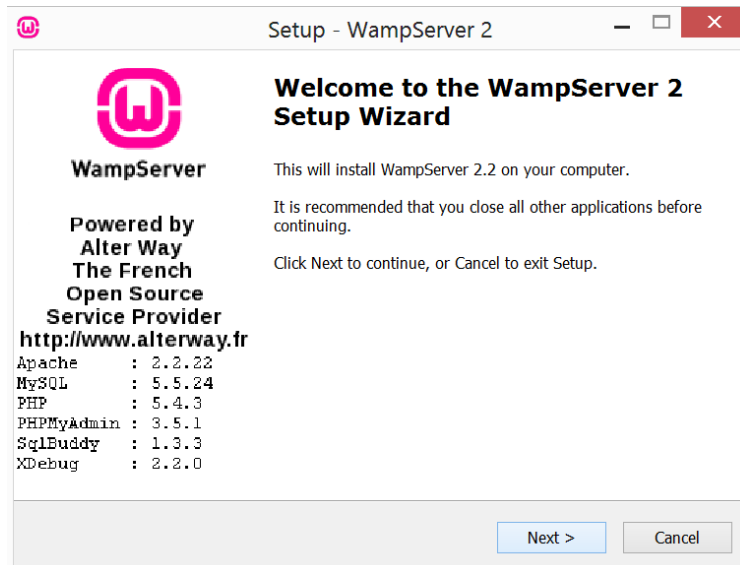 Setup - WampServer 2
WampServer
Powered by
Alter Way
The French
Open Source
Service Provider
http://www.alterway.fr
Apache : 2.2.22
MySQL : 5.5.24
PHP : 5.4.3
PHPMyAdmin : 3.5.1
SqlBuddy : 1.3.3
XDebug : 2.2.0
Welcome to the WampServer 2
Setup Wizard
This will install WampServer 2.2 on your computer.
It is recommended that you close all other applications before
continuing.
Click Next to continue, or Cancel to exit Setup.
Next >
Cancel